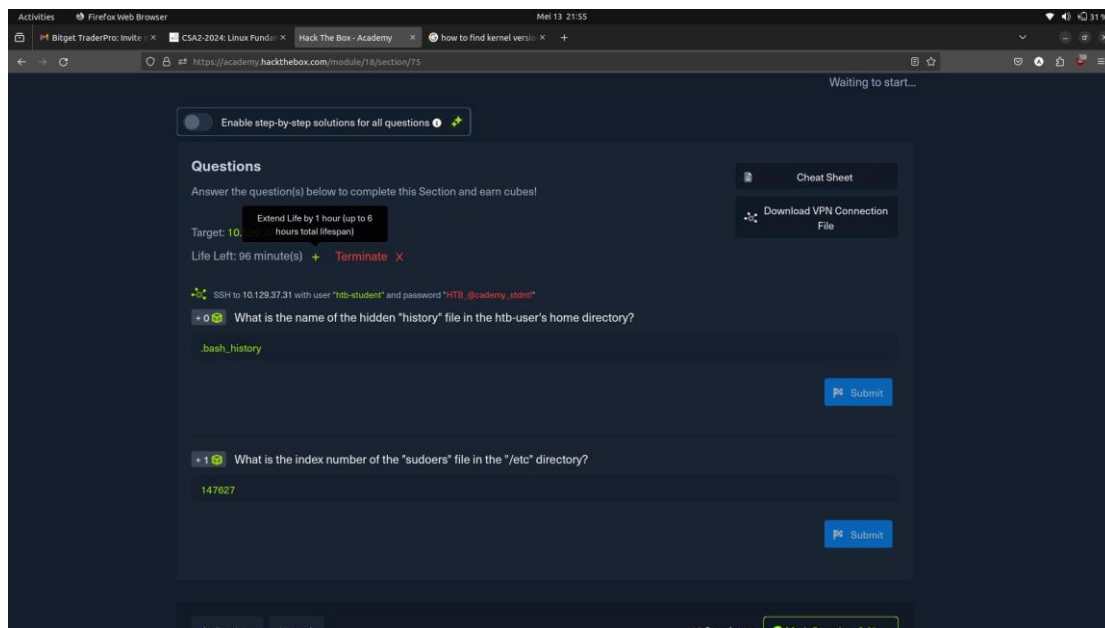 Activities Firefox Web Browser Mei 13 21:55 31 %
Bitget TraderPro: Invite CSA2-2024: Linux Fundam Hack The Box - Academy how to find kernel versio
https://academy.hackthebox.com/module/18/section/75
Waiting to start...
Enable step-by-step solutions for all questions
Questions
Answer the question(s) below to complete this Section and earn cubes!
Cheat Sheet
Download VPN Connection
File
Extend Life by 1 hour (up to 6
hours total lifespan)
Target: 10.
Life Left: 96 minute(s) + Terminate X
SSH to 10.129.37.31 with user "htb-student" and password "HTB_@cademy_stdnt!"
+ 0 What is the name of the hidden "history" file in the htb-user's home directory?
.bash_history
Submit
+ 1 What is the index number of the "sudoers" file in the "/etc" directory?
147627
Submit